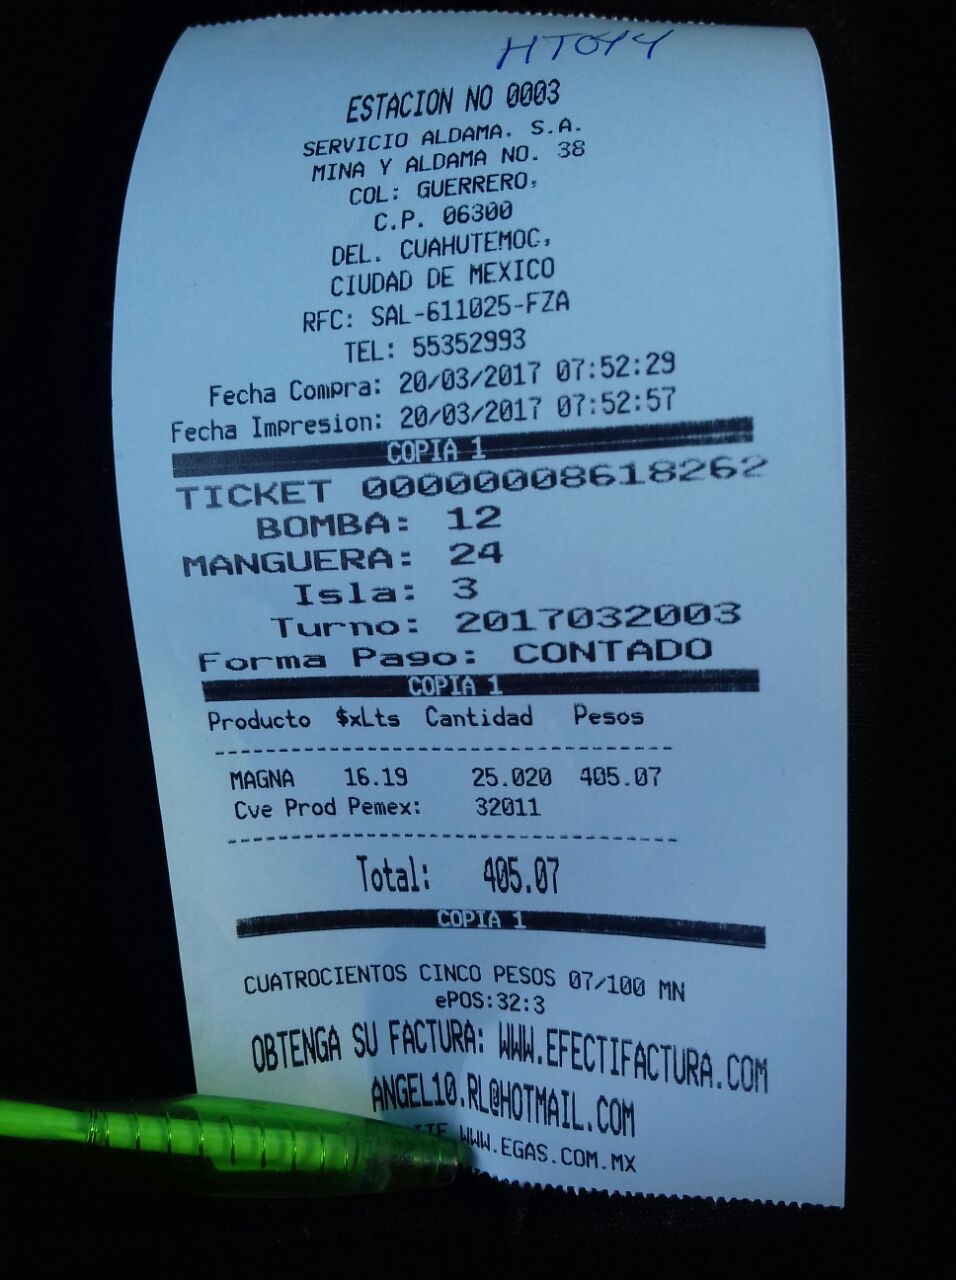 HT044
ESTACION NO 0003
SERVICIO ALDAMA. S.A.
MINA Y ALDAMA NO. 38
COL: GUERRERO,
C.P. 06300
DEL. CUAHUTEMOC,
CIUDAD DE MEXICO
RFC: SAL-611025-FZA
TEL: 55352993
Fecha Compra: 20/03/2017 07:52:29
Fecha Impresion: 20/03/2017 07:52:57
COPIA 1
TICKET 00000008618262
BOMBA: 12
MANGUERA: 24
Isla: 3
Turno: 2017032003
Forma Pago: CONTADO
COPIA 1
Producto $xLts Cantidad Pesos
MAGNA 16.19 25.020 405.07
Cve Prod Pemex: 32011
Total: 405.07
COPIA 1
CUATROCIENTOS CINCO PESOS 07/100 MN
ePOS:32:3
OBTENGA SU FACTURA: WWW.EFECTIFACTURA.COM
ANGEL10.RL@HOTMAIL.COM
WWW.EGAS.COM.MX